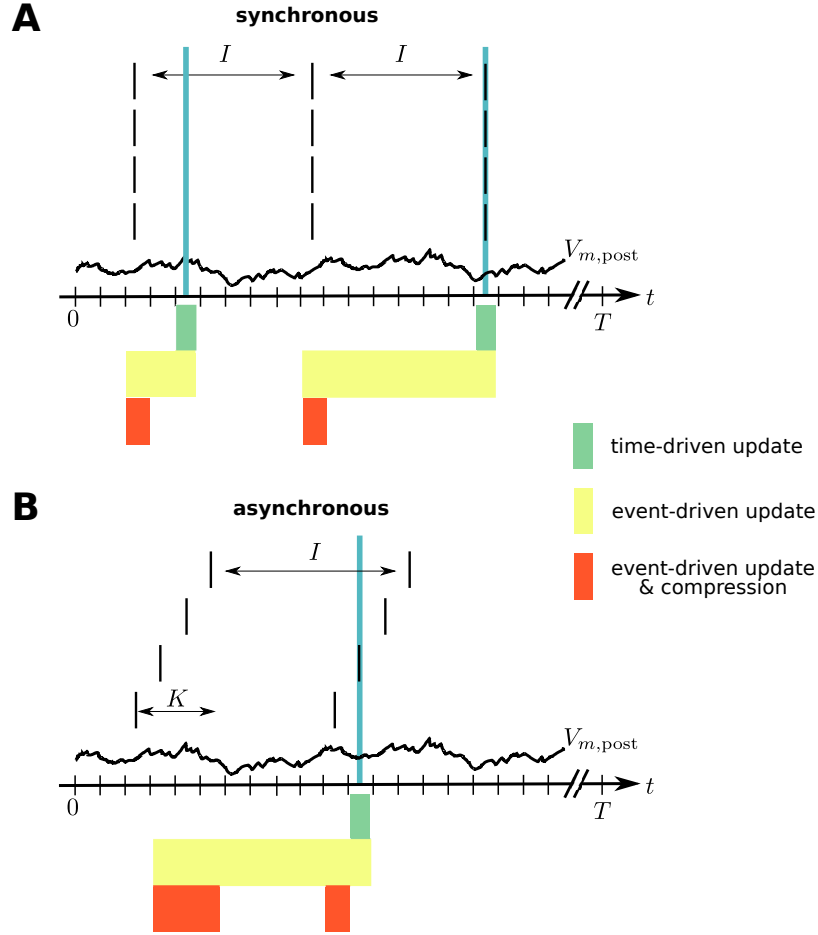 A
synchronous
I
I
V_{m,post}
0
T
t
time-driven update
event-driven update
event-driven update
& compression
B
asynchronous
I
K
V_{m,post}
0
T
t